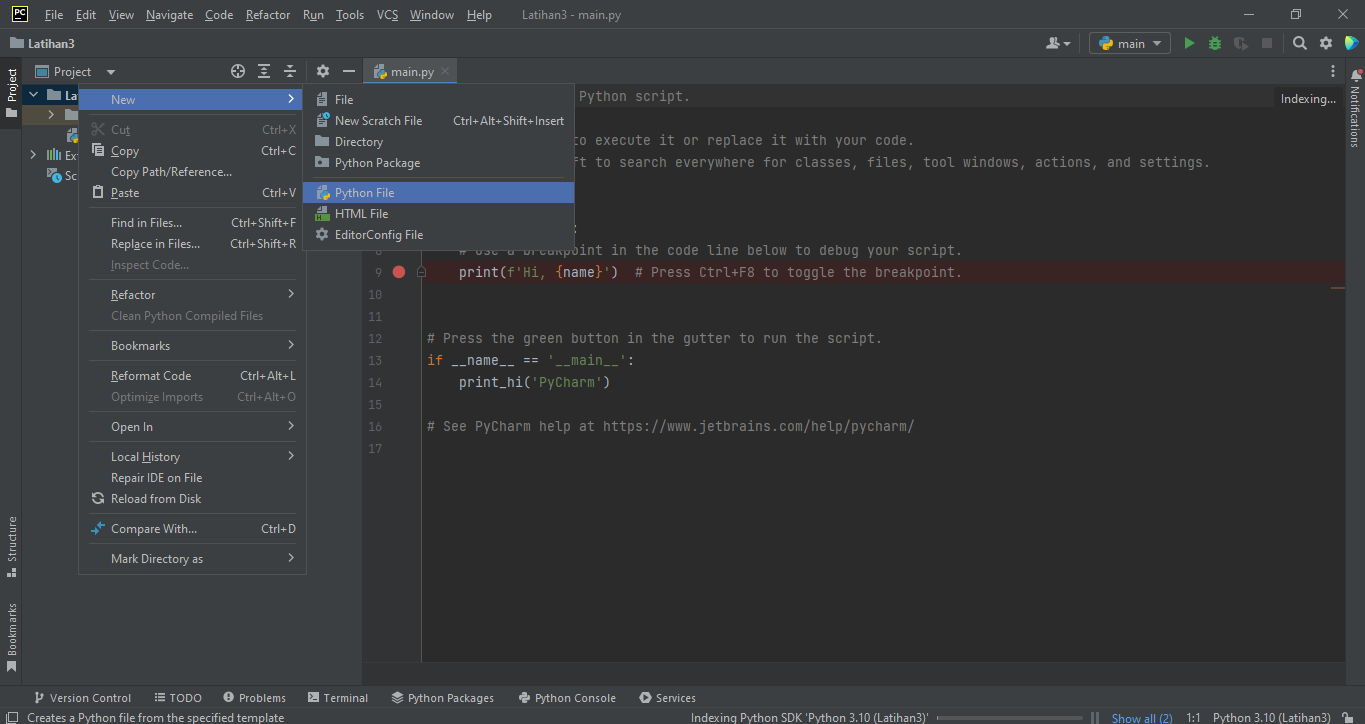 PC File Edit View Navigate Code Refactor Run Tools VCS Window Help Latihan3 - main.py
Latihan3 main
Project main.py
Project
La
Ext
Sc
New
Cut Ctrl+X
Copy Ctrl+C
Copy Path/Reference...
Paste Ctrl+V
Find in Files... Ctrl+Shift+F
Replace in Files... Ctrl+Shift+R
Inspect Code...
Refactor
Clean Python Compiled Files
Bookmarks
Reformat Code Ctrl+Alt+L
Optimize Imports Ctrl+Alt+O
Open In
Local History
Repair IDE on File
Reload from Disk
Compare With... Ctrl+D
Mark Directory as
File
New Scratch File Ctrl+Alt+Shift+Insert
Directory
Python Package
Python File
HTML File
EditorConfig File
Python script.
Indexing...
to execute it or replace it with your code.
ft to search everywhere for classes, files, tool windows, actions, and settings.
:
8 # Use a breakpoint in the code line below to debug your script.
9 print(f'Hi, {name}') # Press Ctrl+F8 to toggle the breakpoint.
10
11
12 # Press the green button in the gutter to run the script.
13 if __name__ == '__main__':
14 print_hi('PyCharm')
15
16 # See PyCharm help at https://www.jetbrains.com/help/pycharm/
17
Notifications
Structure
Bookmarks
Version Control TODO Problems Terminal Python Packages Python Console Services
Creates a Python file from the specified template Indexing Python SDK 'Python 3.10 (Latihan3)' Show all (2) 1:1 Python 3.10 (Latihan3)